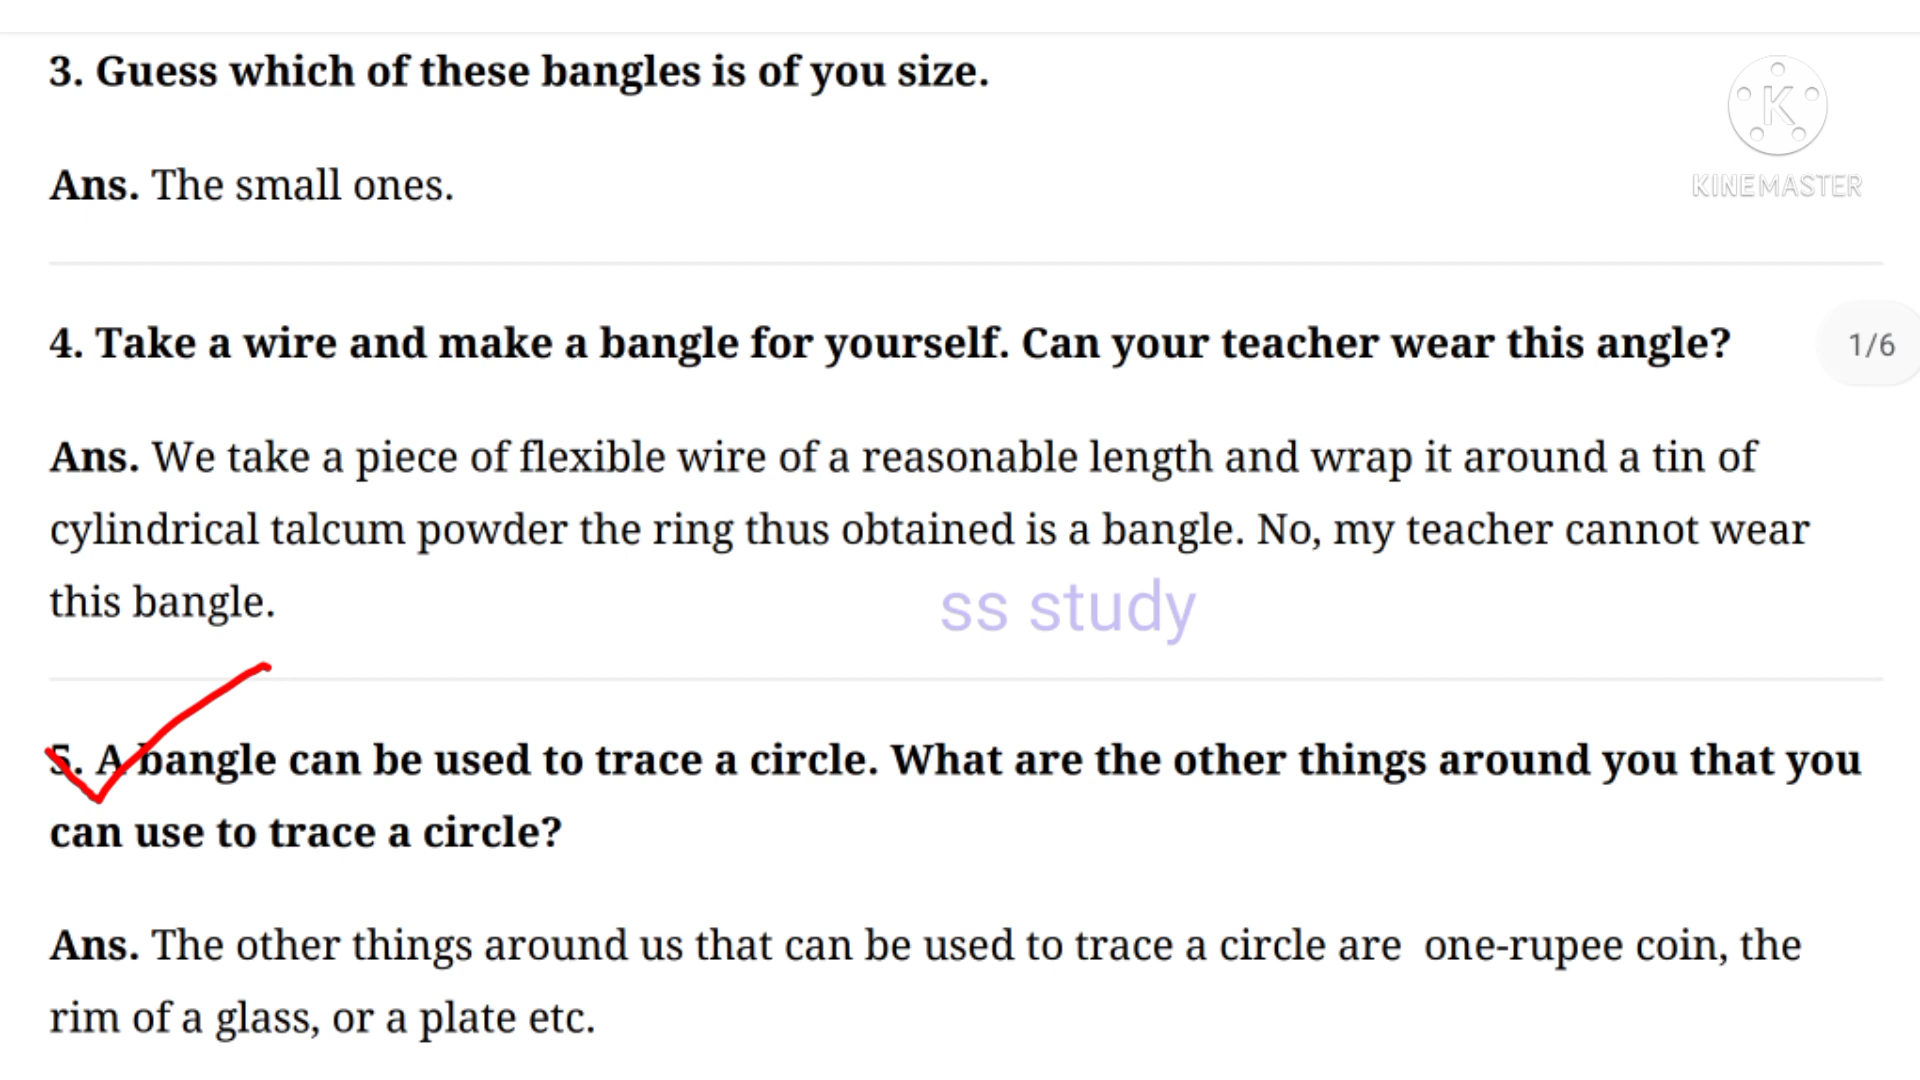 3. Guess which of these bangles is of you size.
K
KINEMASTER
Ans. The small ones.
4. Take a wire and make a bangle for yourself. Can your teacher wear this angle?
1/6
Ans. We take a piece of flexible wire of a reasonable length and wrap it around a tin of
cylindrical talcum powder the ring thus obtained is a bangle. No, my teacher cannot wear
this bangle.
ss study
5. A bangle can be used to trace a circle. What are the other things around you that you
can use to trace a circle?
Ans. The other things around us that can be used to trace a circle are one-rupee coin, the
rim of a glass, or a plate etc.